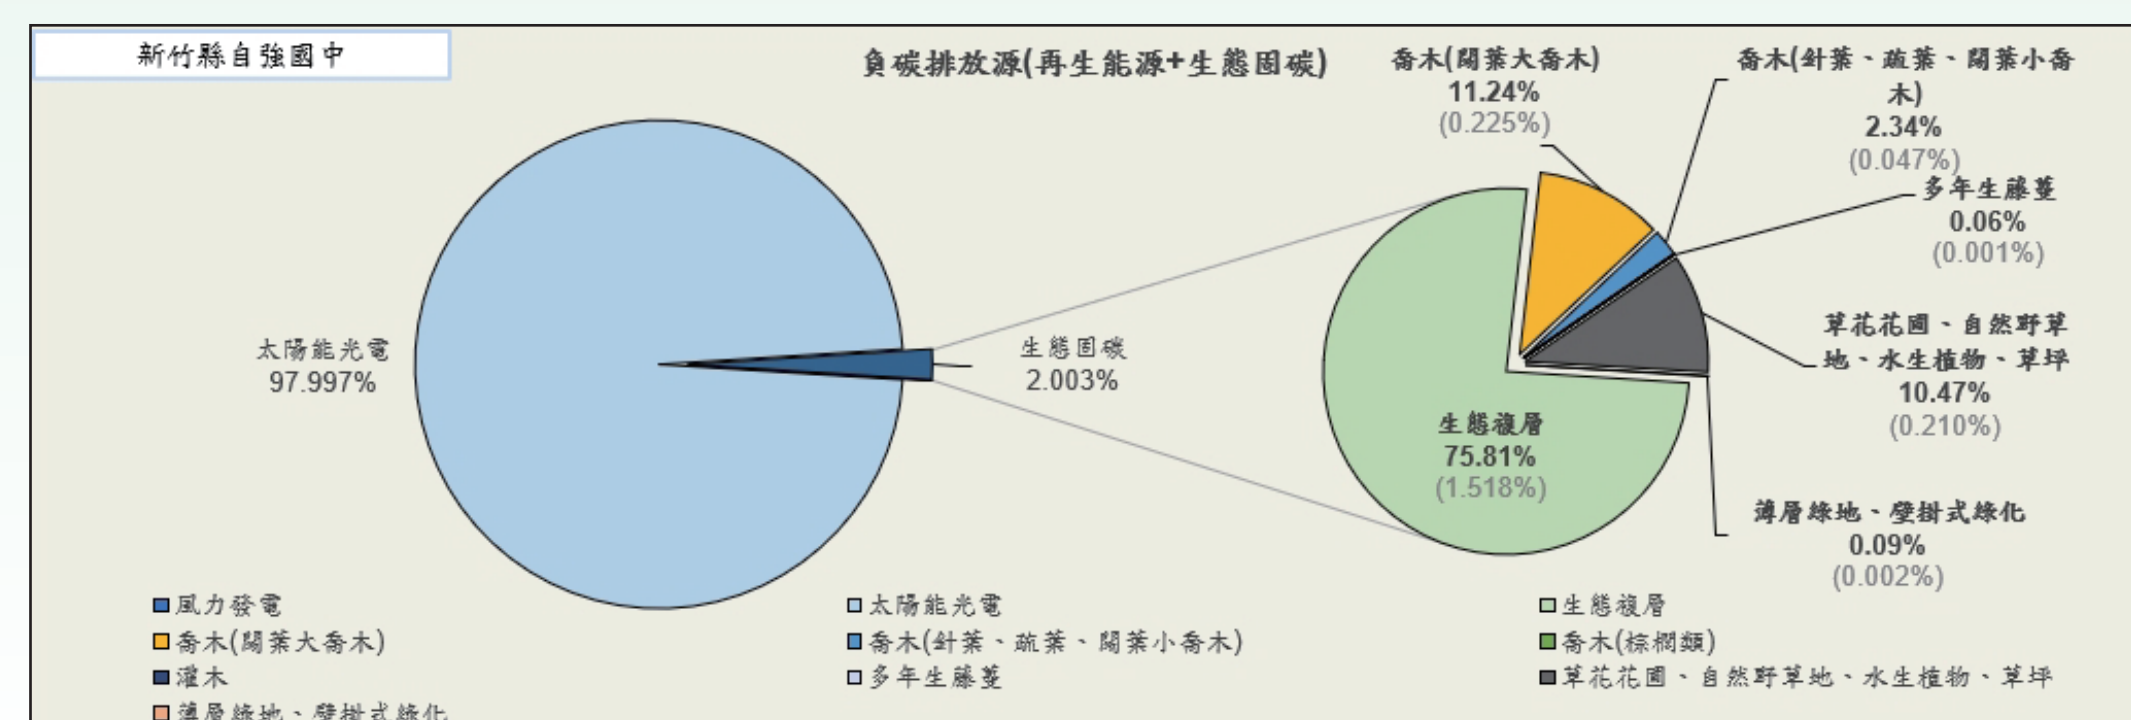 新竹縣自強國中
負碳排放源(再生能源+生態固碳)
喬木(闊葉大喬木)
11.24%
(0.225%)
喬木(針葉、疏葉、闊葉小喬
木)
2.34%
(0.047%)
多年生藤蔓
0.06%
(0.001%)
太陽能光電
97.997%
生態固碳
2.003%
草花花圃、自然野草
地、水生植物、草坪
10.47%
(0.210%)
生態複層
75.81%
(1.518%)
薄層綠地、壁掛式綠化
0.09%
(0.002%)
風力發電
太陽能光電
生態複層
喬木(闊葉大喬木)
喬木(針葉、疏葉、闊葉小喬木)
喬木(棕櫚類)
灌木
多年生藤蔓
草花花圃、自然野草地、水生植物、草坪
薄層綠地、壁掛式綠化